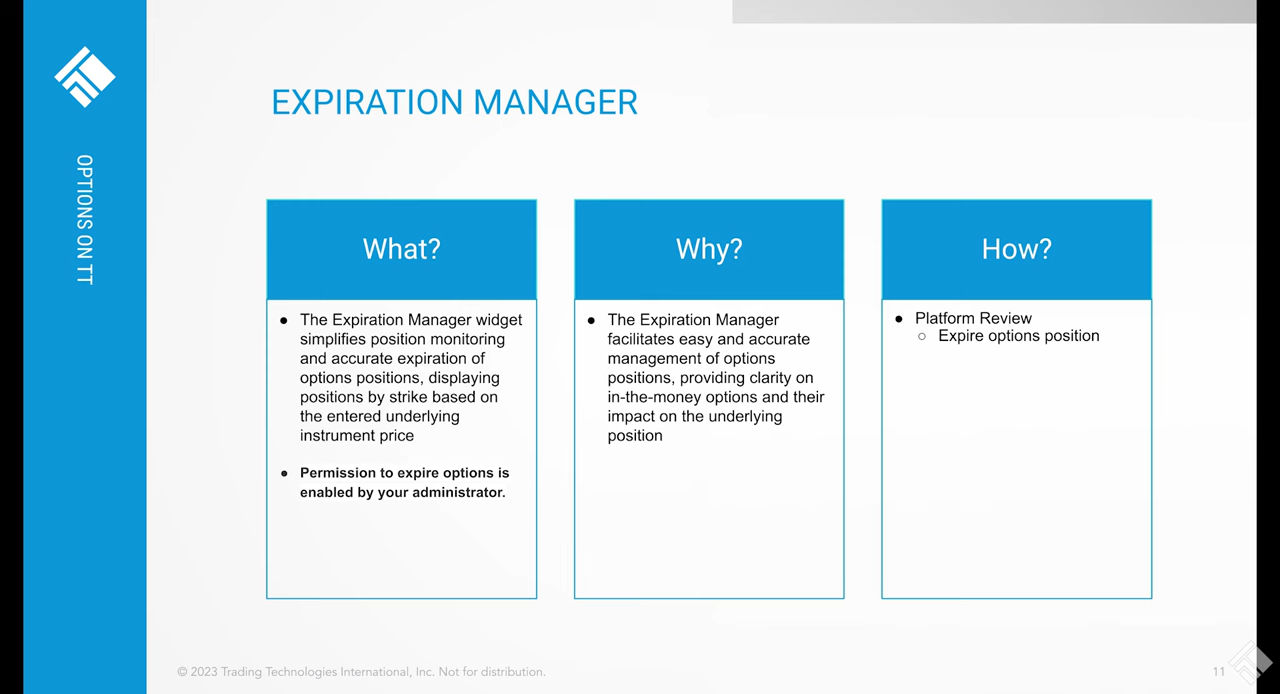 OPTIONS ON TT
EXPIRATION MANAGER
What?
● The Expiration Manager widget
simplifies position monitoring
and accurate expiration of
options positions, displaying
positions by strike based on
the entered underlying
instrument price
● Permission to expire options is
enabled by your administrator.
Why?
● The Expiration Manager
facilitates easy and accurate
management of options
positions, providing clarity on
in-the-money options and their
impact on the underlying
position
How?
● Platform Review
○ Expire options position
© 2023 Trading Technologies International, Inc. Not for distribution.
11